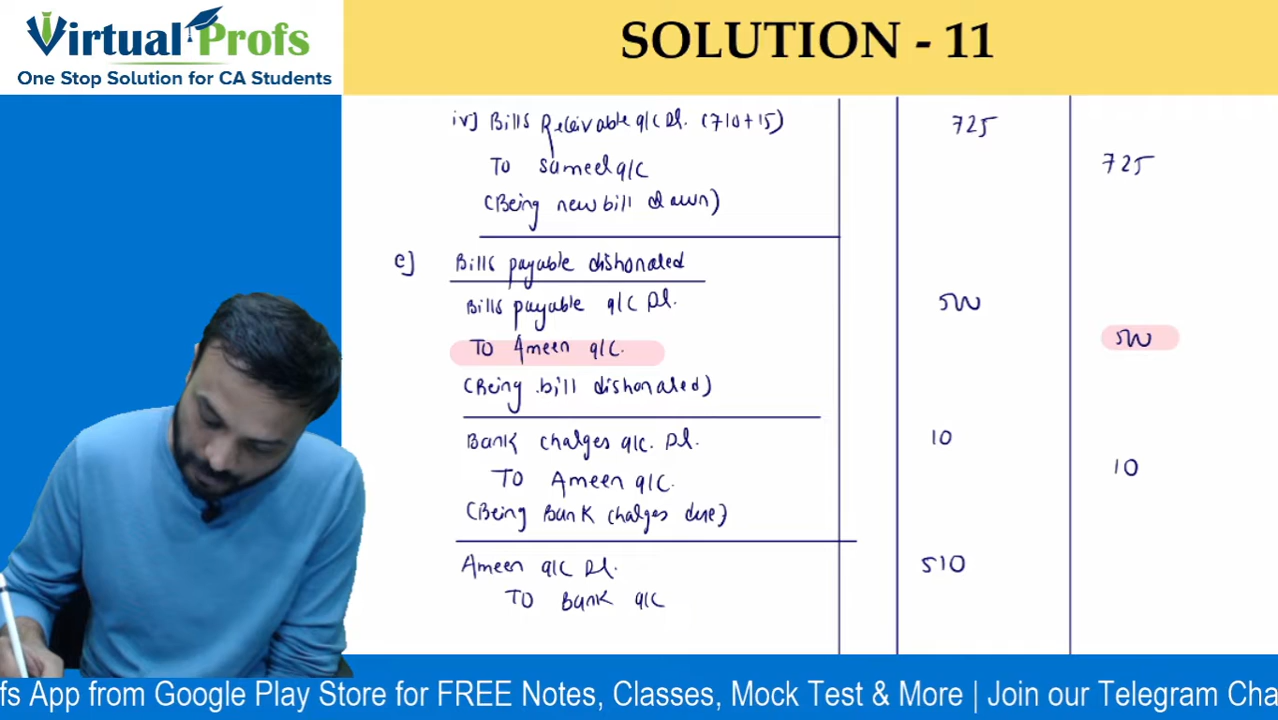 Virtual Profs
One Stop Solution for CA Students
SOLUTION - 11
iv] Bills Receivable a/c Dr. (710+15) 725
To Sumeet a/c 725
(Being new bill drawn)
e] Bills payable dishonored
Bills payable a/c Dr. 500
To Ameen a/c. 500
(Being bill dishonored)
Bank charges a/c. Dr. 10
To Ameen a/c. 10
(Being Bank charges due)
Ameen a/c Dr. 510
To Bank a/c
fs App from Google Play Store for FREE Notes, Classes, Mock Test & More | Join our Telegram Cha